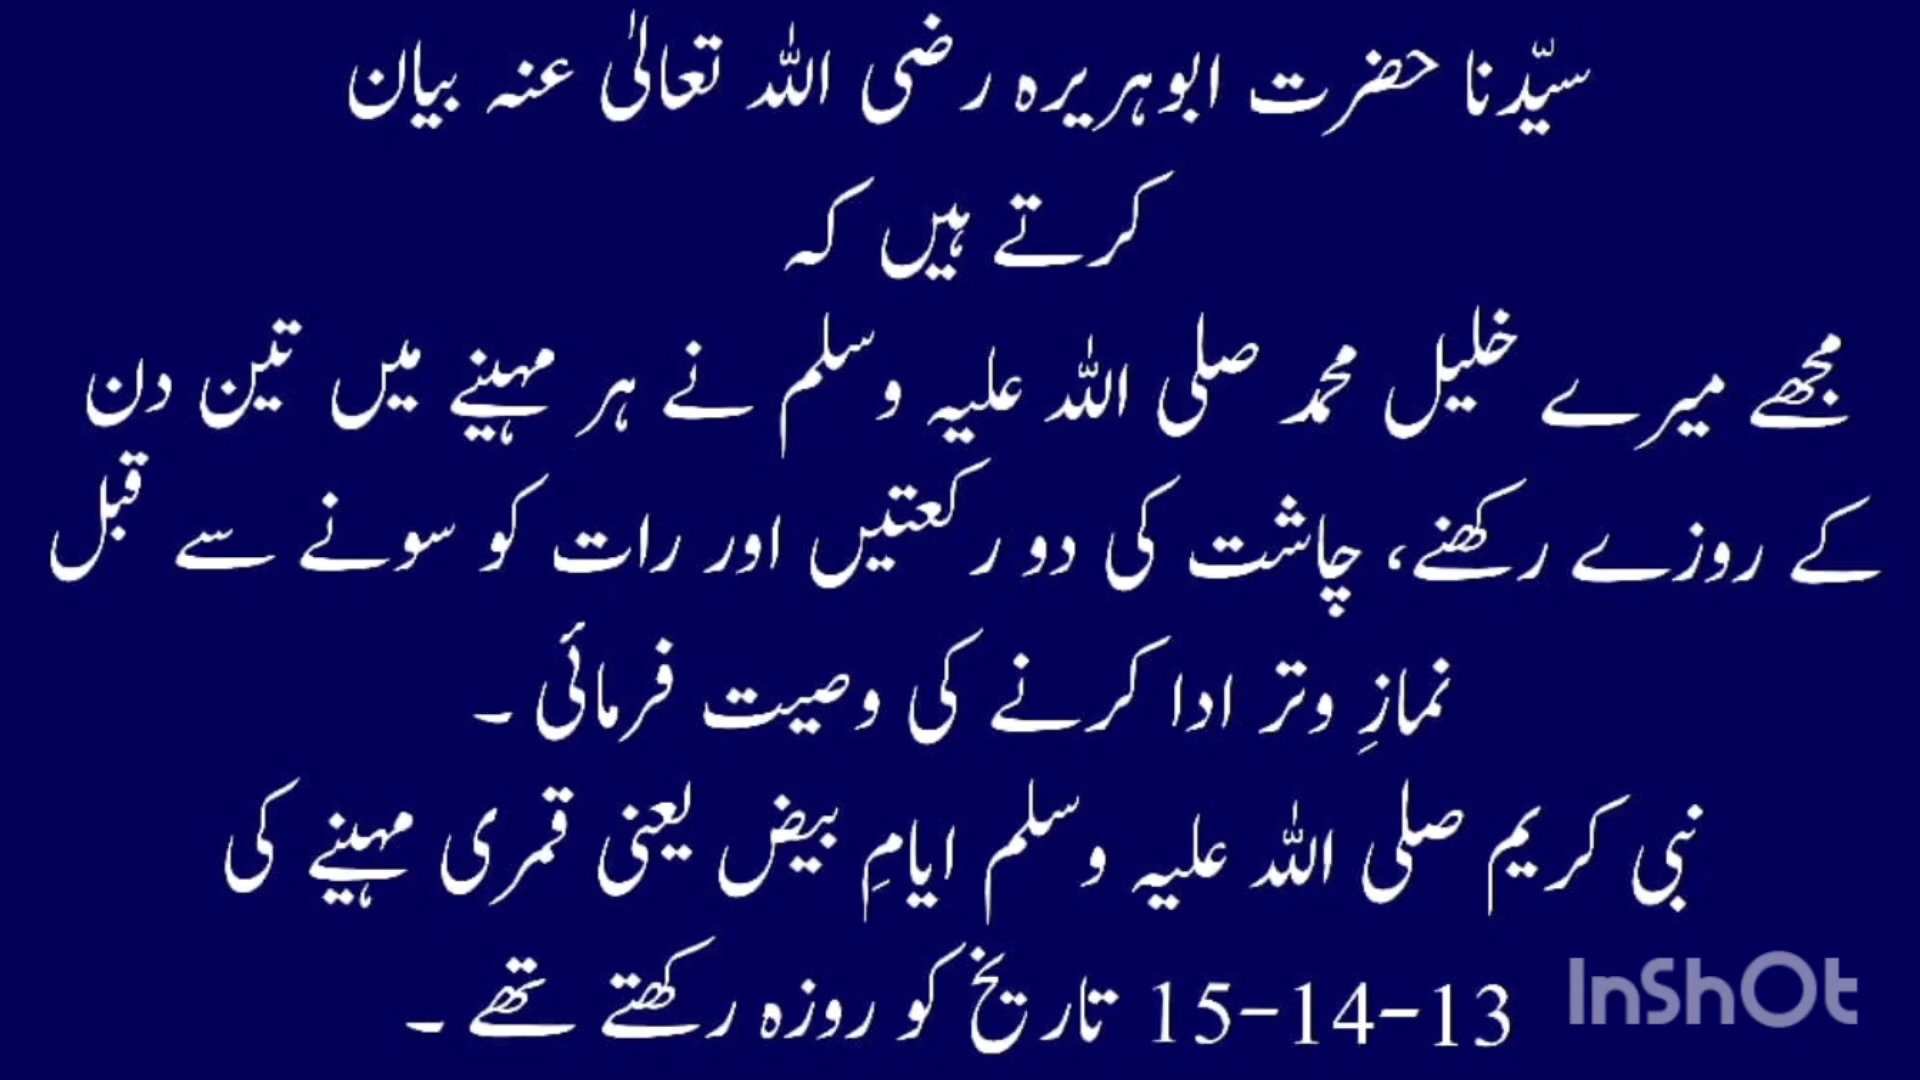 سیّدنا حضرت ابوہریرہ رضی اللہ تعالیٰ عنہ بیان
کرتے ہیں کہ
مجھے میرے خلیل محمد صلی اللہ علیہ وسلم نے ہر مہینے میں تین دن
کے روزے رکھنے، چاشت کی دو رکعتیں اور رات کو سونے سے قبل
نمازِ وتر ادا کرنے کی وصیت فرمائی ۔
نبی کریم صلی اللہ علیہ وسلم ایامِ بیض یعنی قمری مہینے کی
13-14-15 تاریخ کو روزہ رکھتے تھے ۔
InShOt